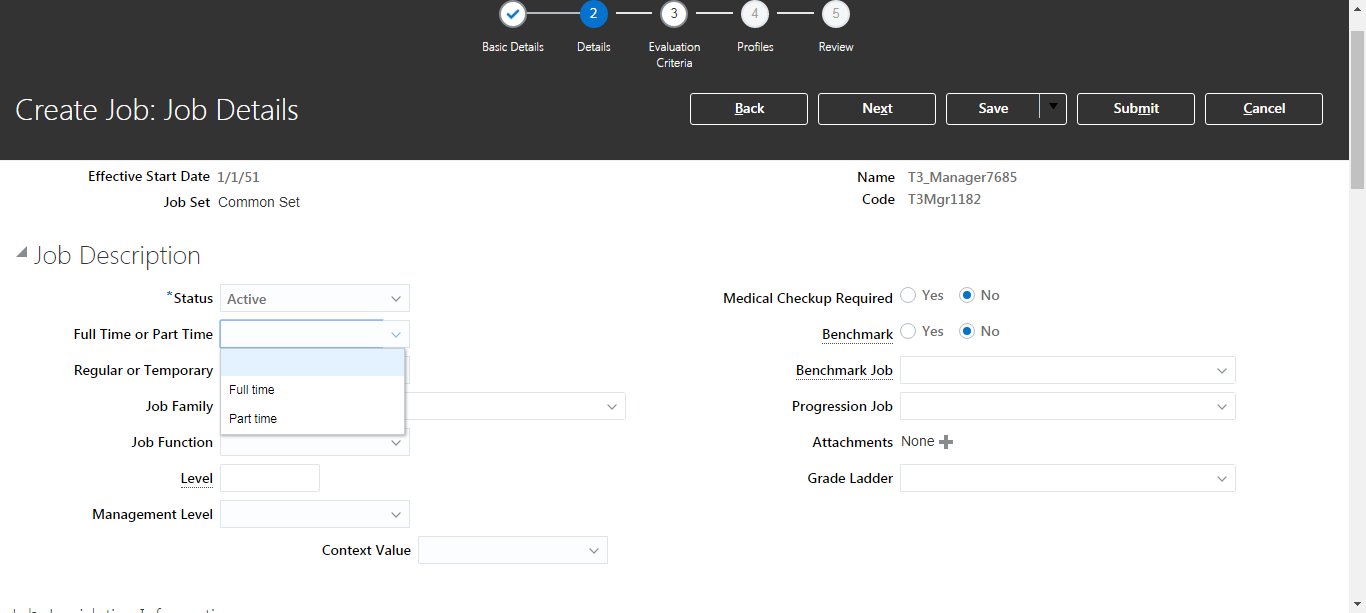 2 3 4 5
Basic Details Details Evaluation Criteria Profiles Review
Create Job: Job Details
Back Next Save Submit Cancel
Effective Start Date 1/1/51
Name T3_Manager7685
Job Set Common Set
Code T3Mgr1182
Job Description
*Status Active
Medical Checkup Required Yes No
Full Time or Part Time
Benchmark Yes No
Regular or Temporary
Full time
Part time
Benchmark Job
Job Family
Progression Job
Job Function
Attachments None
Level
Grade Ladder
Management Level
Context Value